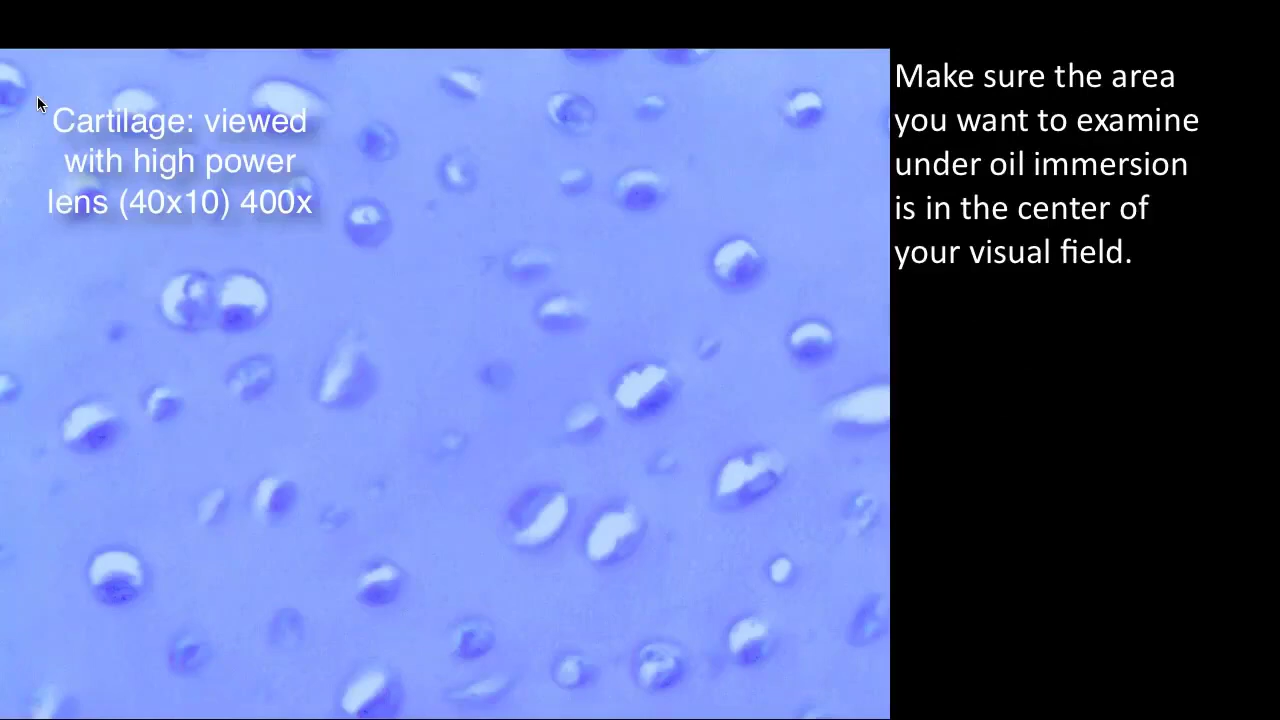 Cartilage: viewed
with high power
lens (40x10) 400x
Make sure the area
you want to examine
under oil immersion
is in the center of
your visual field.